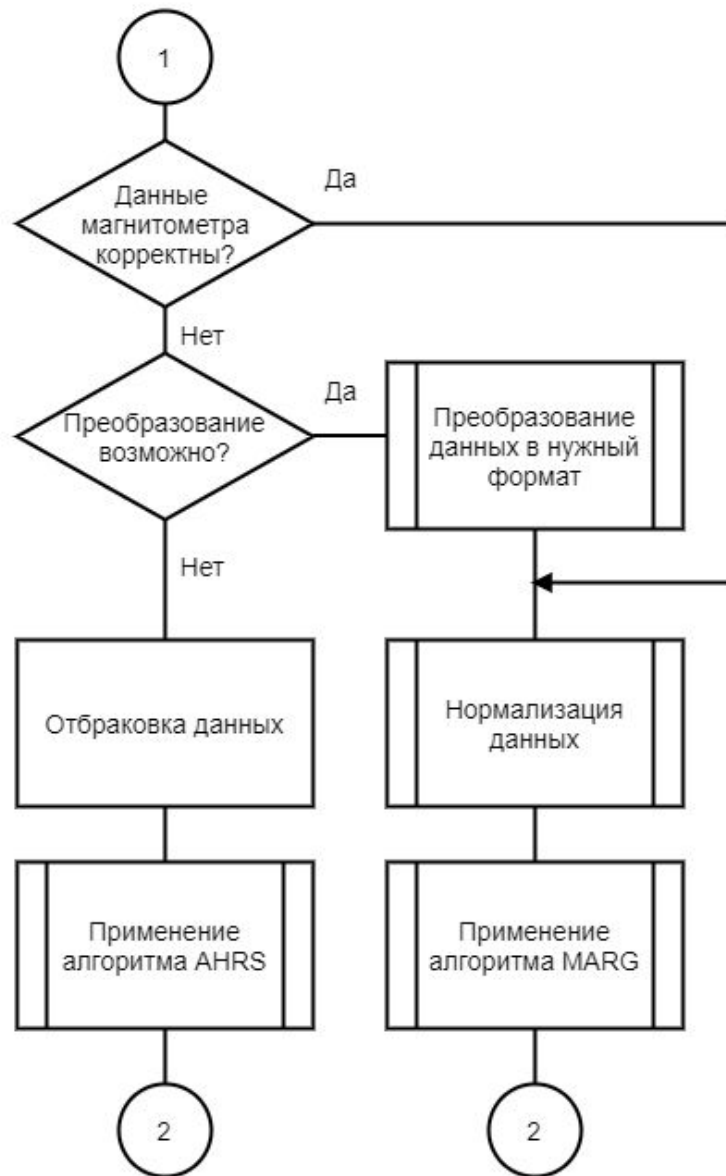 1
Данные
магнитометра
корректны?
Да
Нет
Преобразование
возможно?
Да
Преобразование
данных в нужный
формат
Нет
Отбраковка данных
Нормализация
данных
Применение
алгоритма AHRS
Применение
алгоритма MARG
2
2